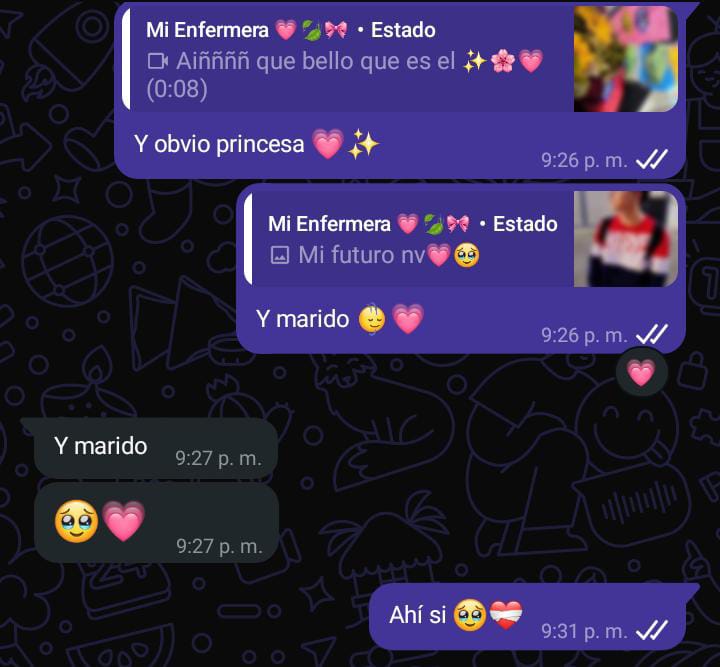 Mi Enfermera 💗🍃🎀 • Estado
Aiññññ que bello que es el ✨🌸💗
(0:08)
Y obvio princesa 💗✨
9:26 p. m.
Mi Enfermera 💗🍃🎀 • Estado
Mi futuro nv💗🥹
Y marido 🫩💗
9:26 p. m.
💗
Y marido
9:27 p. m.
🥹💗
9:27 p. m.
Ahí si 🥹❤️‍🩹
9:31 p. m.